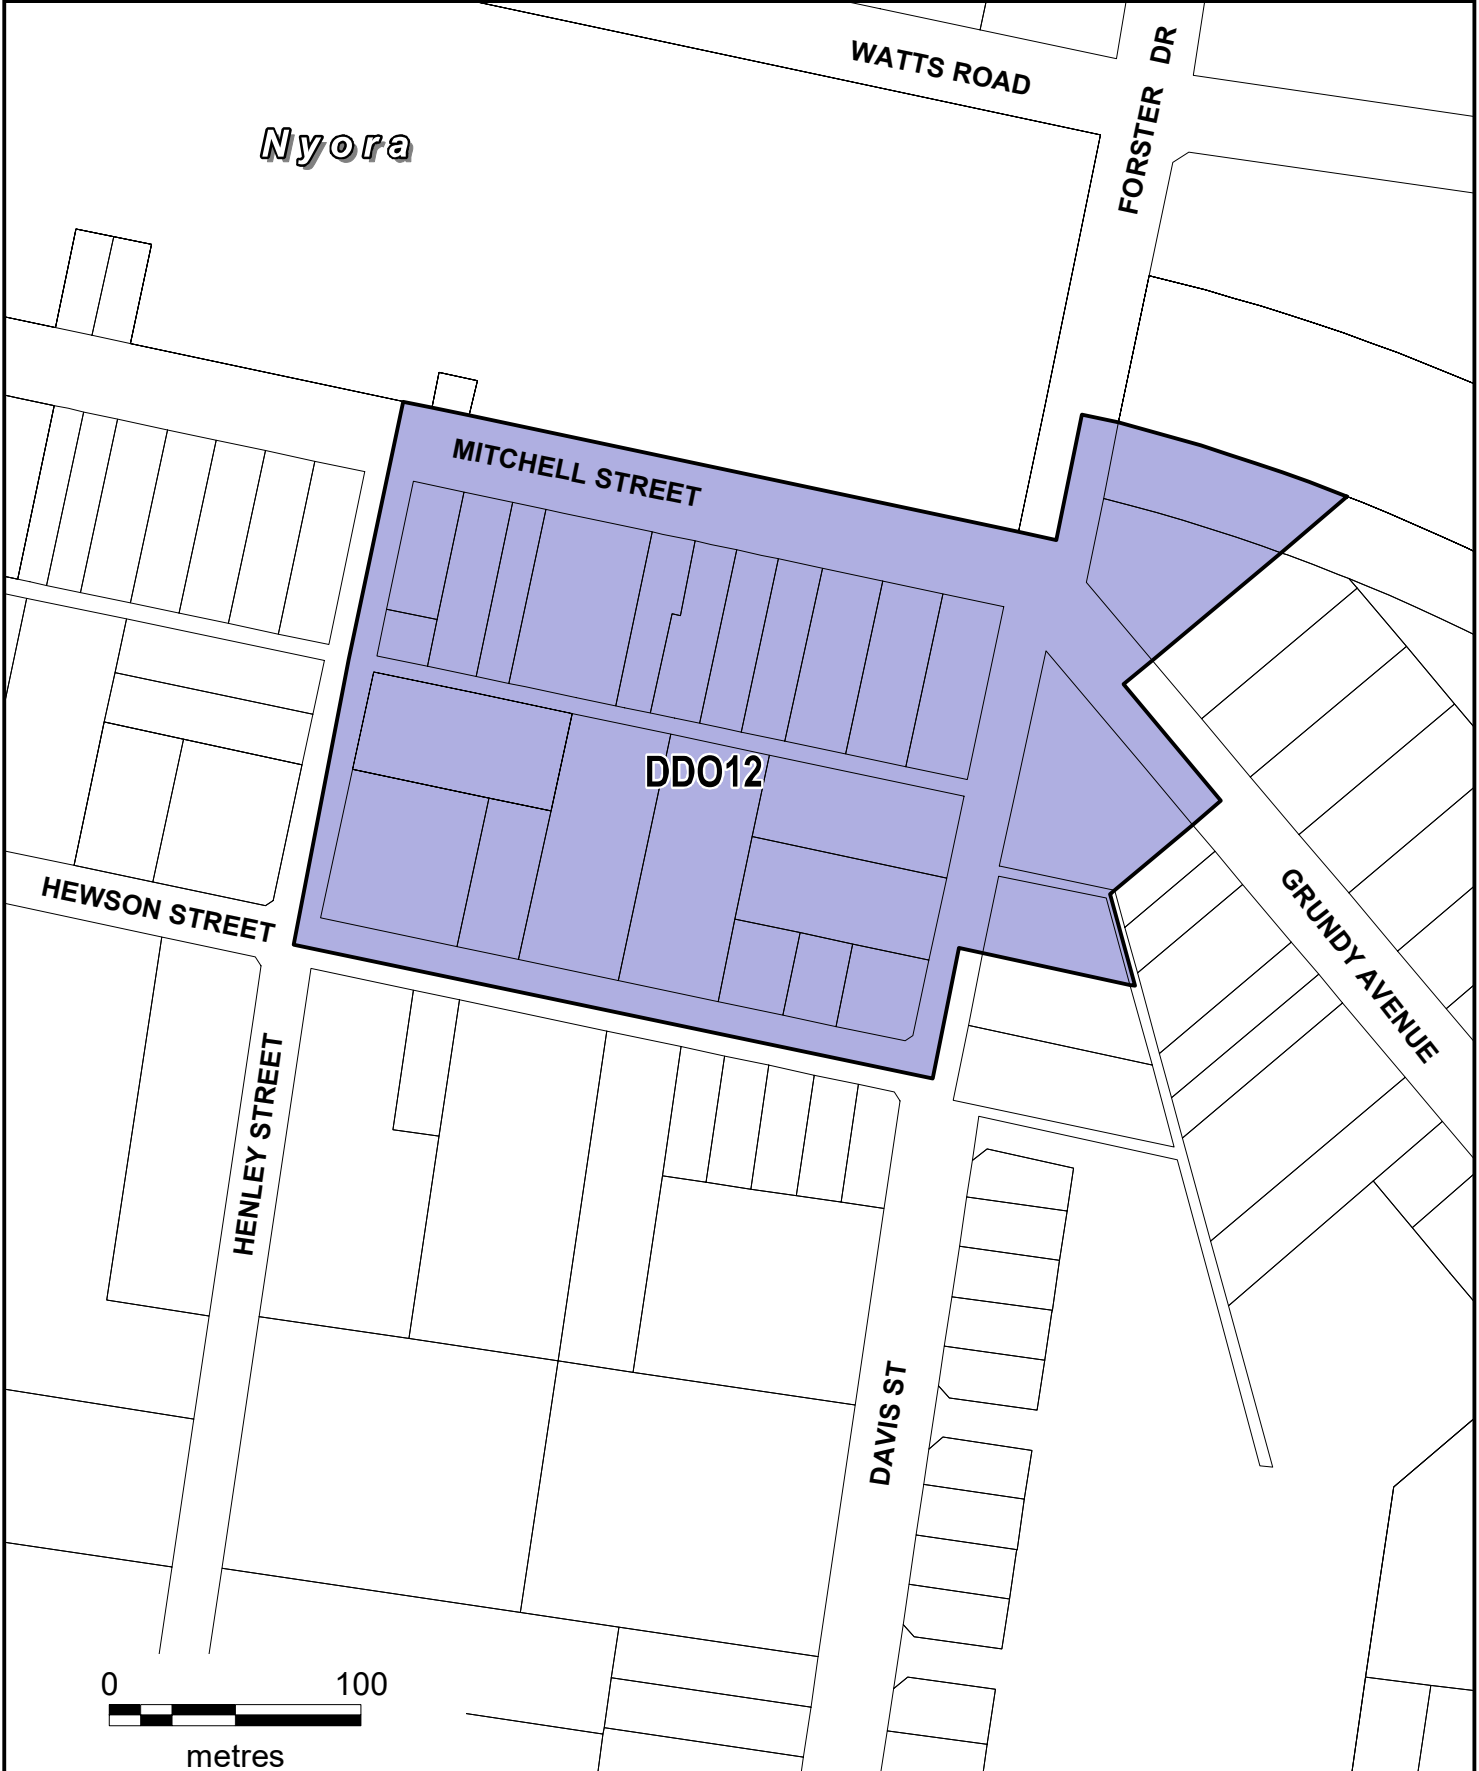 WATTS ROAD
FORSTER DR
Nyora
MITCHELL STREET
DDO12
HEWSON STREET
GRUNDY AVENUE
HENLEY STREET
DAVIS ST
0 100
metres